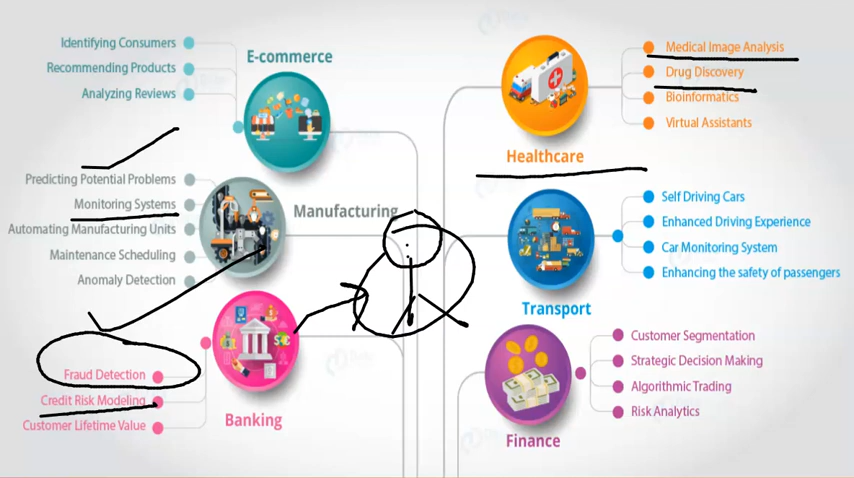 Identifying Consumers
Recommending Products
Analyzing Reviews
E-commerce
Predicting Potential Problems
Monitoring Systems
Automating Manufacturing Units
Maintenance Scheduling
Anomaly Detection
Manufacturing
Fraud Detection
Credit Risk Modeling
Customer Lifetime Value
Banking
Medical Image Analysis
Drug Discovery
Bioinformatics
Virtual Assistants
Healthcare
Self Driving Cars
Enhanced Driving Experience
Car Monitoring System
Enhancing the safety of passengers
Transport
Customer Segmentation
Strategic Decision Making
Algorithmic Trading
Risk Analytics
Finance